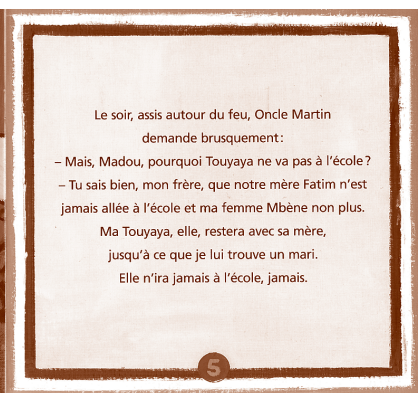 Le soir, assis autour du feu, Oncle Martin
demande brusquement :
– Mais, Madou, pourquoi Touyaya ne va pas à l'école ?
– Tu sais bien, mon frère, que notre mère Fatim n'est
jamais allée à l'école et ma femme Mbène non plus.
Ma Touyaya, elle, restera avec sa mère,
jusqu'à ce que je lui trouve un mari.
Elle n'ira jamais à l'école, jamais.
5